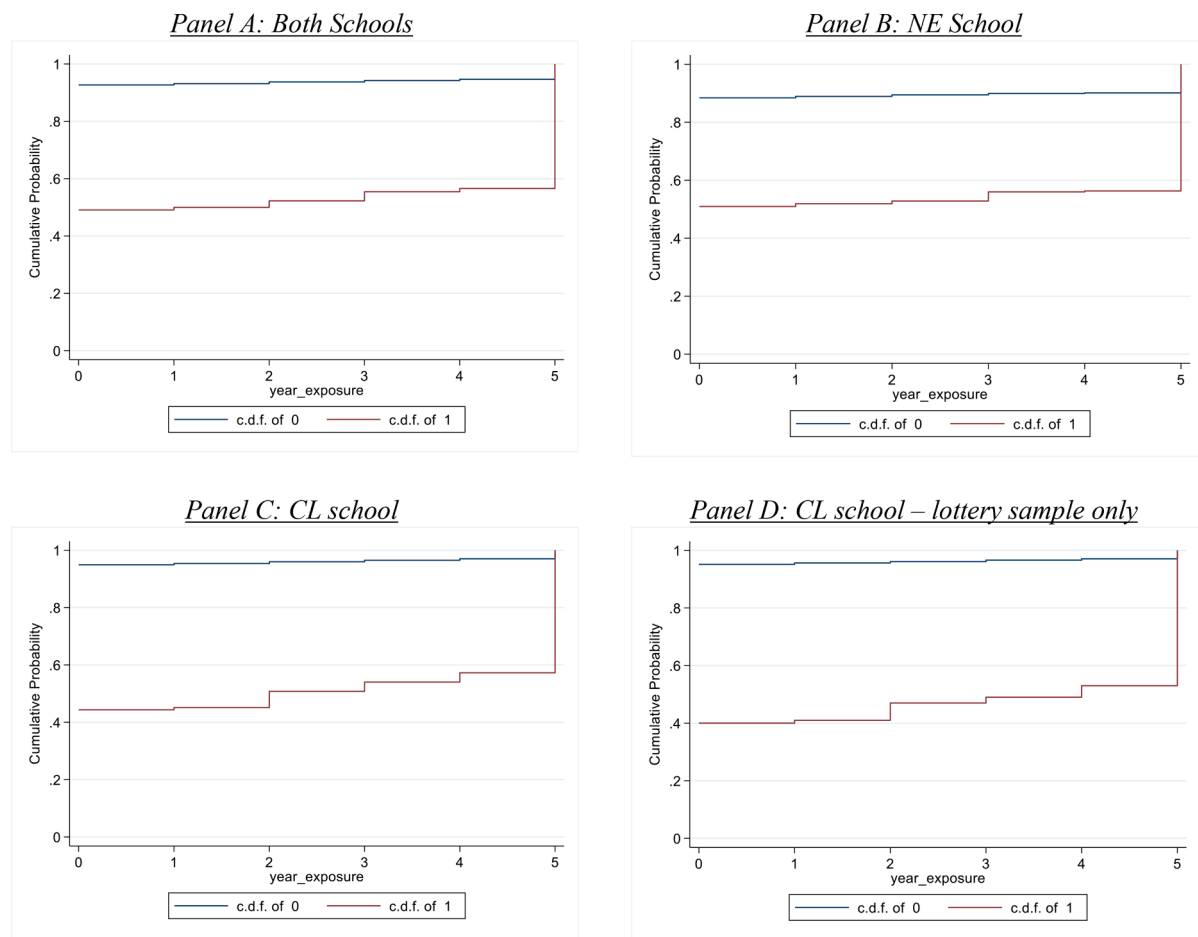 Panel A: Both Schools
Panel B: NE School
Cumulative Probability
1
.8
.6
.4
.2
0
0 1 2 3 4 5
year_exposure
c.d.f. of 0 c.d.f. of 1
Cumulative Probability
1
.8
.6
.4
.2
0
0 1 2 3 4 5
year_exposure
c.d.f. of 0 c.d.f. of 1
Panel C: CL school
Panel D: CL school – lottery sample only
Cumulative Probability
1
.8
.6
.4
.2
0
0 1 2 3 4 5
year_exposure
c.d.f. of 0 c.d.f. of 1
Cumulative Probability
1
.8
.6
.4
.2
0
0 1 2 3 4 5
year_exposure
c.d.f. of 0 c.d.f. of 1